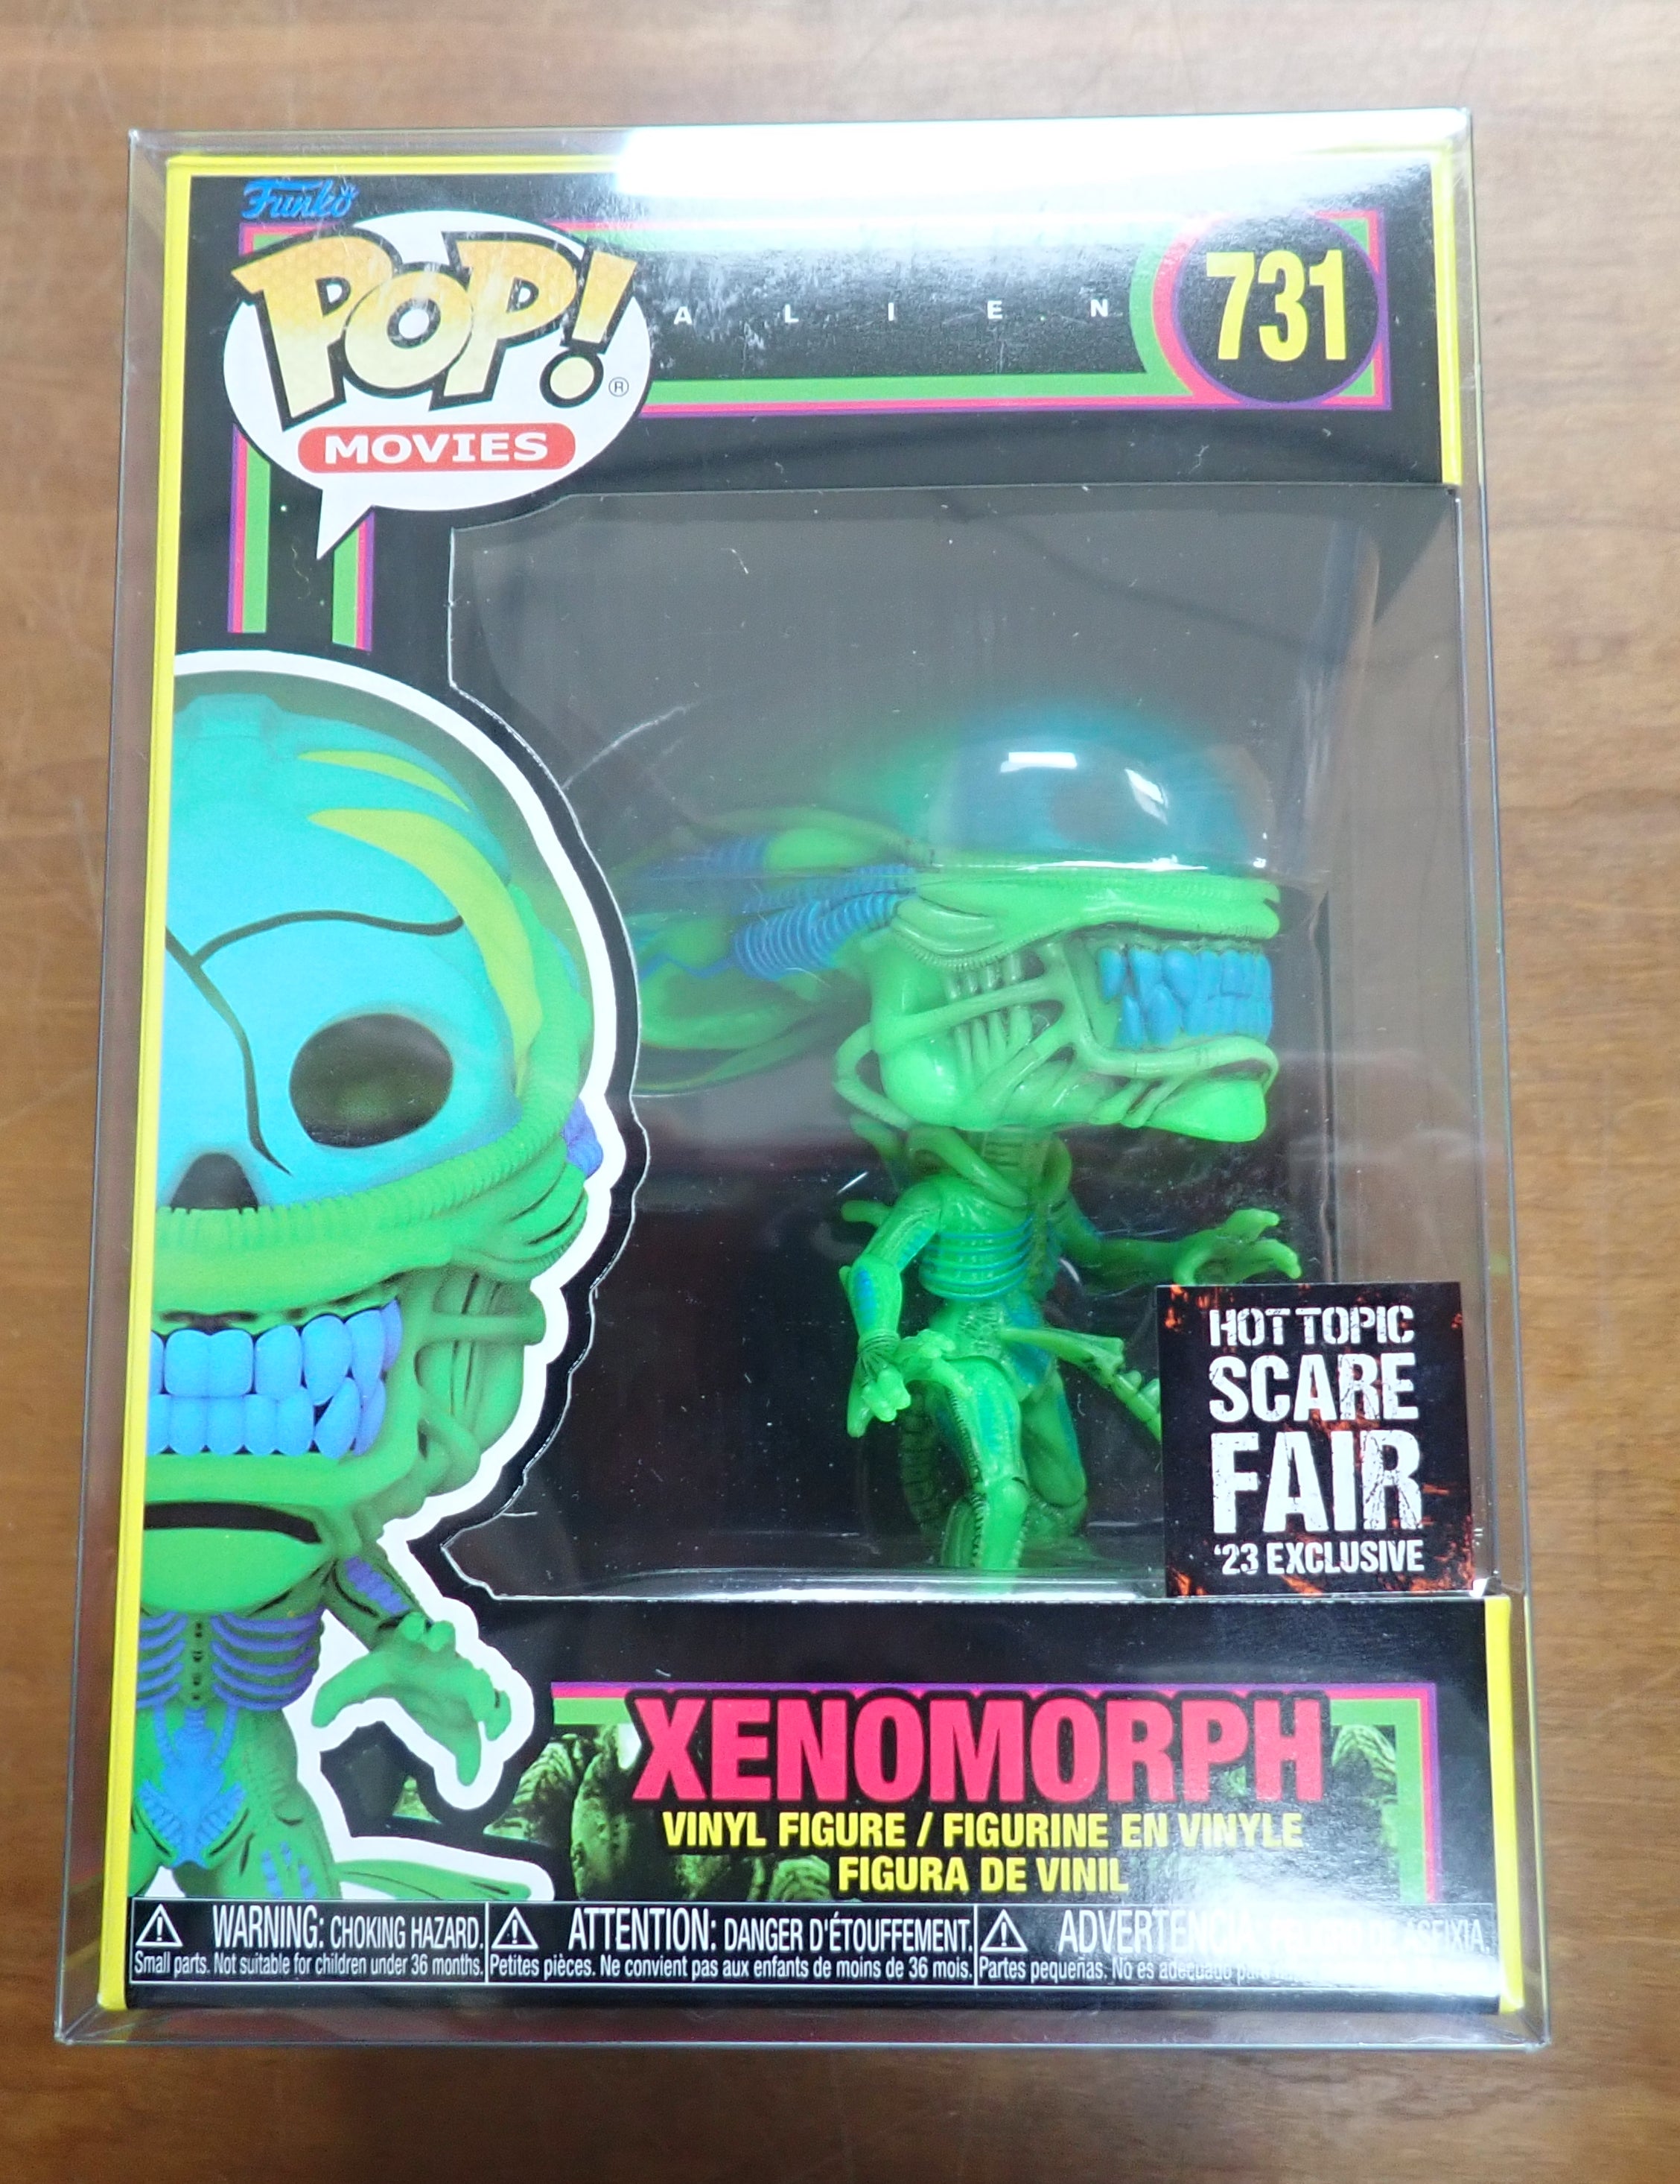 Funko
POP!
®
MOVIES
ALIEN
731
HOT TOPIC
SCARE
FAIR
'23 EXCLUSIVE
XENOMORPH
VINYL FIGURE / FIGURINE EN VINYLE
FIGURA DE VINIL
WARNING: CHOKING HAZARD.
Small parts. Not suitable for children under 36 months.
ATTENTION: DANGER D'ÉTOUFFEMENT.
Petites pièces. Ne convient pas aux enfants de moins de 36 mois.
ADVERTENCIA
Partes pequeñas. No es adecuado para